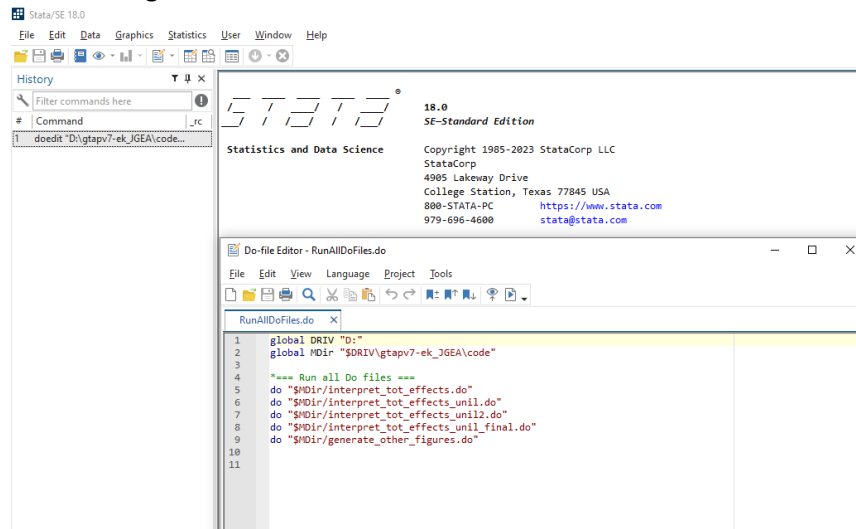 Stata/SE 18.0
File Edit Data Graphics Statistics User Window Help
History
Filter commands here
# Command _rc
1 doedit "D:\gtapv7-ek_JGEA\code...
®
18.0
SE—Standard Edition
Statistics and Data Science Copyright 1985-2023 StataCorp LLC
StataCorp
4905 Lakeway Drive
College Station, Texas 77845 USA
800-STATA-PC https://www.stata.com
979-696-4600 stata@stata.com
Do-file Editor - RunAllDoFiles.do
File Edit View Language Project Tools
RunAllDoFiles.do X
1 global DRIV "D:"
2 global MDir "$DRIV\gtapv7-ek_JGEA\code"
3
4 *=== Run all Do files ===
5 do "$MDir/interpret_tot_effects.do"
6 do "$MDir/interpret_tot_effects_unil.do"
7 do "$MDir/interpret_tot_effects_unil2.do"
8 do "$MDir/interpret_tot_effects_unil_final.do"
9 do "$MDir/generate_other_figures.do"
10
11